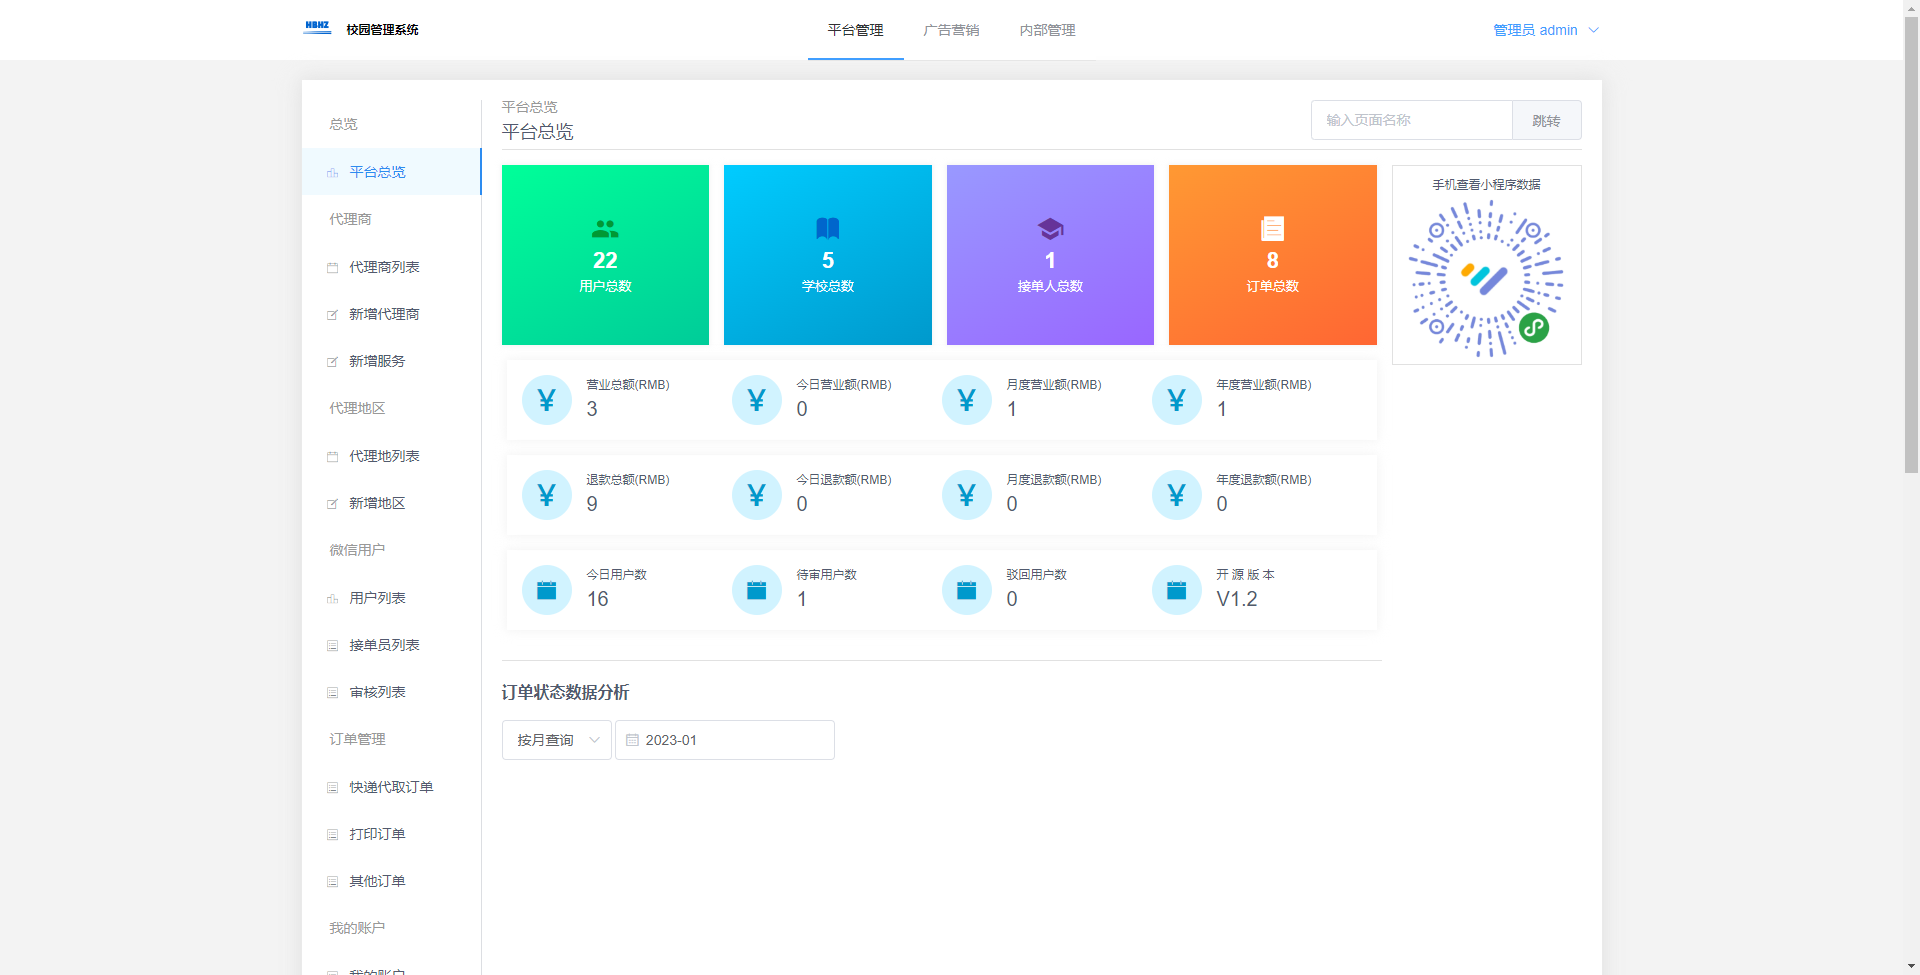 HBHZ 校园管理系统
平台管理 广告营销 内部管理
管理员 admin
总览
平台总览
代理商
代理商列表
新增代理商
新增服务
代理地区
代理地列表
新增地区
微信用户
用户列表
接单员列表
审核列表
订单管理
快递代取订单
打印订单
其他订单
我的账户
我的账户
平台总览
平台总览
输入页面名称 跳转
22
用户总数
5
学校总数
1
接单人总数
8
订单总数
手机查看小程序数据
营业总额(RMB)
3
今日营业额(RMB)
0
月度营业额(RMB)
1
年度营业额(RMB)
1
退款总额(RMB)
9
今日退款额(RMB)
0
月度退款额(RMB)
0
年度退款额(RMB)
0
今日用户数
16
待审用户数
1
驳回用户数
0
开 源 版 本
V1.2
订单状态数据分析
按月查询 2023-01